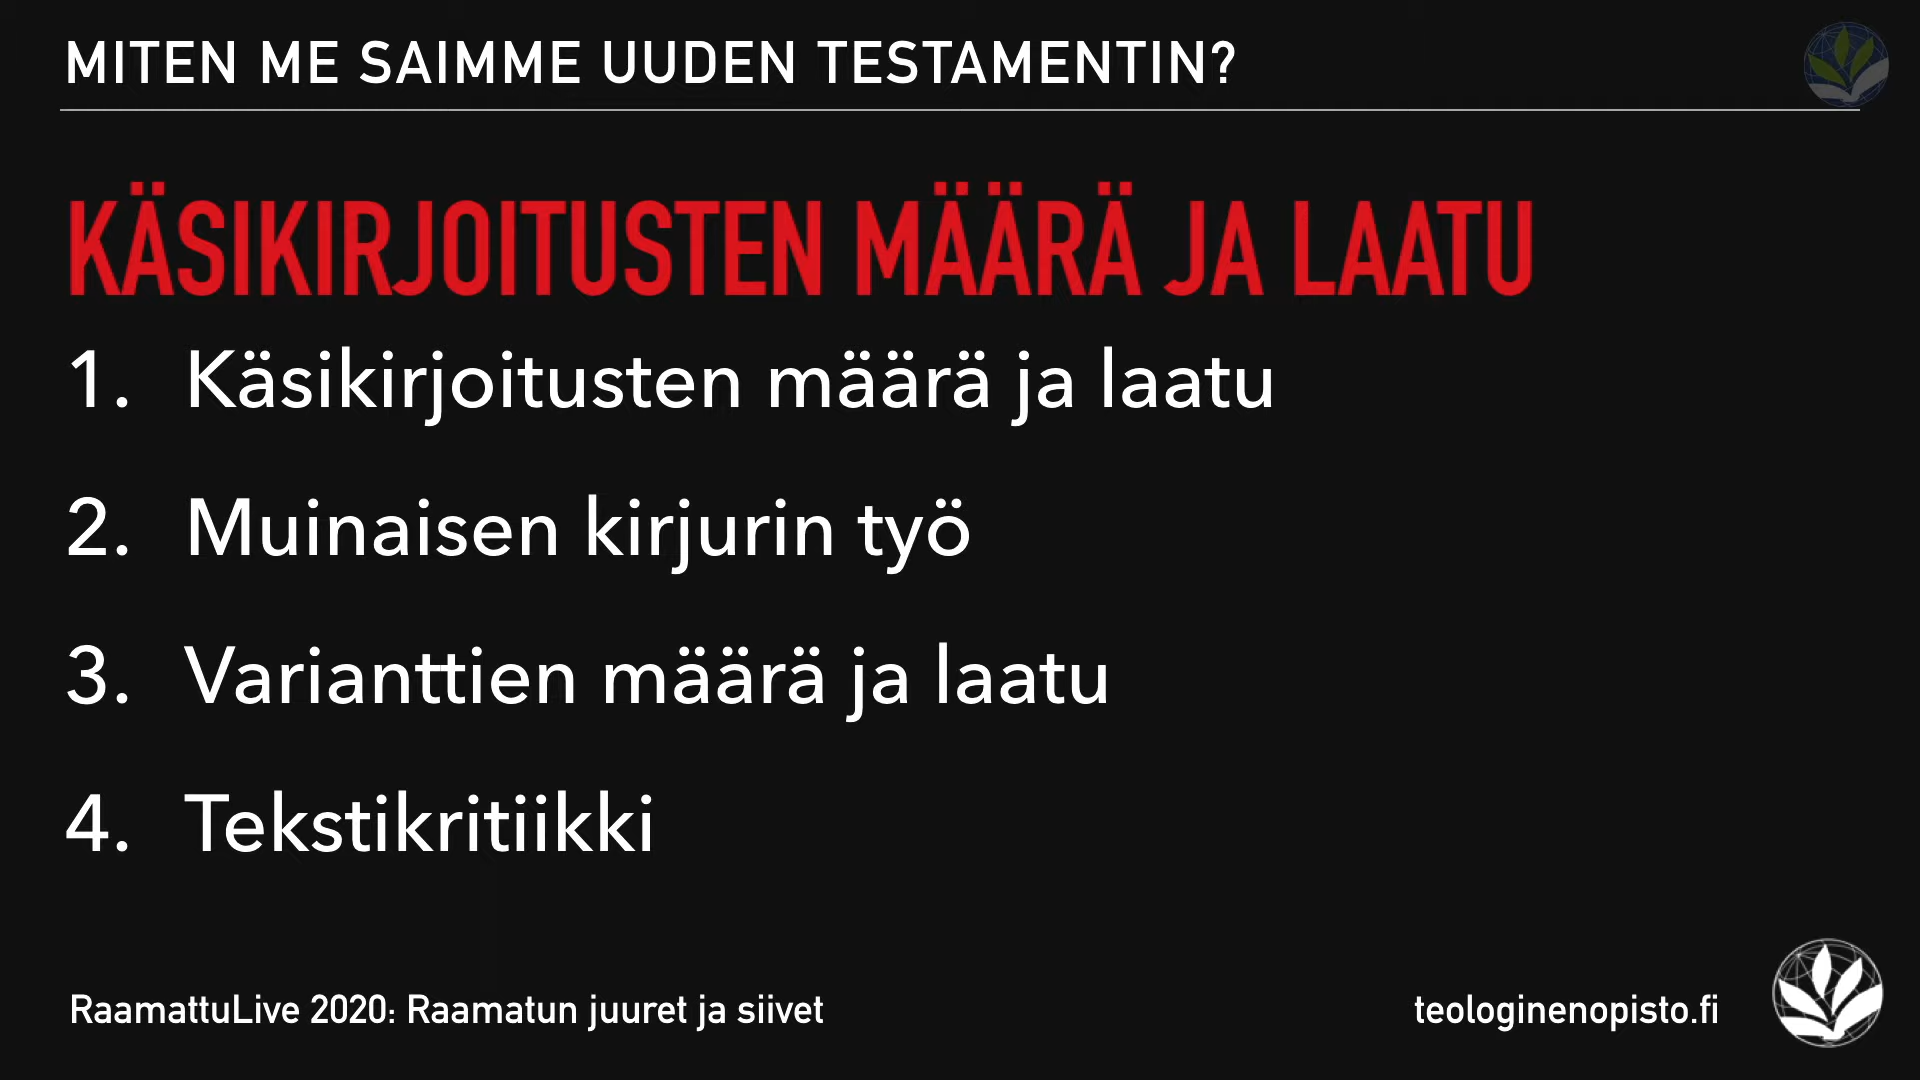 MITEN ME SAIMME UUDEN TESTAMENTIN?
KÄSIKIRJOITUSTEN MÄÄRÄ JA LAATU
1. Käsikirjoitusten määrä ja laatu
2. Muinaisen kirjurin työ
3. Varianttien määrä ja laatu
4. Tekstikritiikki
RaamattuLive 2020: Raamatun juuret ja siivet
teologinenopisto.fi